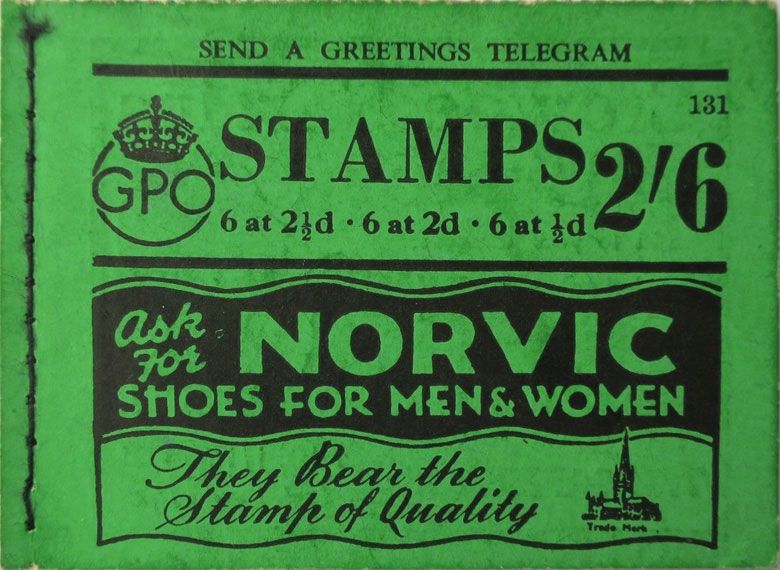 SEND A GREETINGS TELEGRAM
131
GPO
STAMPS 2/6
6 at 2½d · 6 at 2d · 6 at ½d
Ask for NORVIC
SHOES FOR MEN & WOMEN
They Bear the
Stamp of Quality
Trade Mark